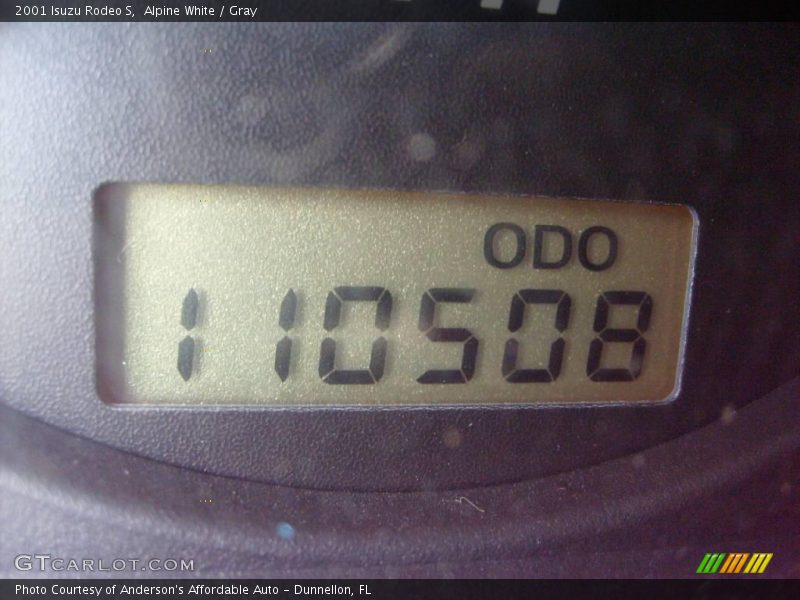 2001 Isuzu Rodeo S,  Alpine White / Gray
ODO
110508
GTCARLOT.COM
Photo Courtesy of Anderson's Affordable Auto - Dunnellon, FL